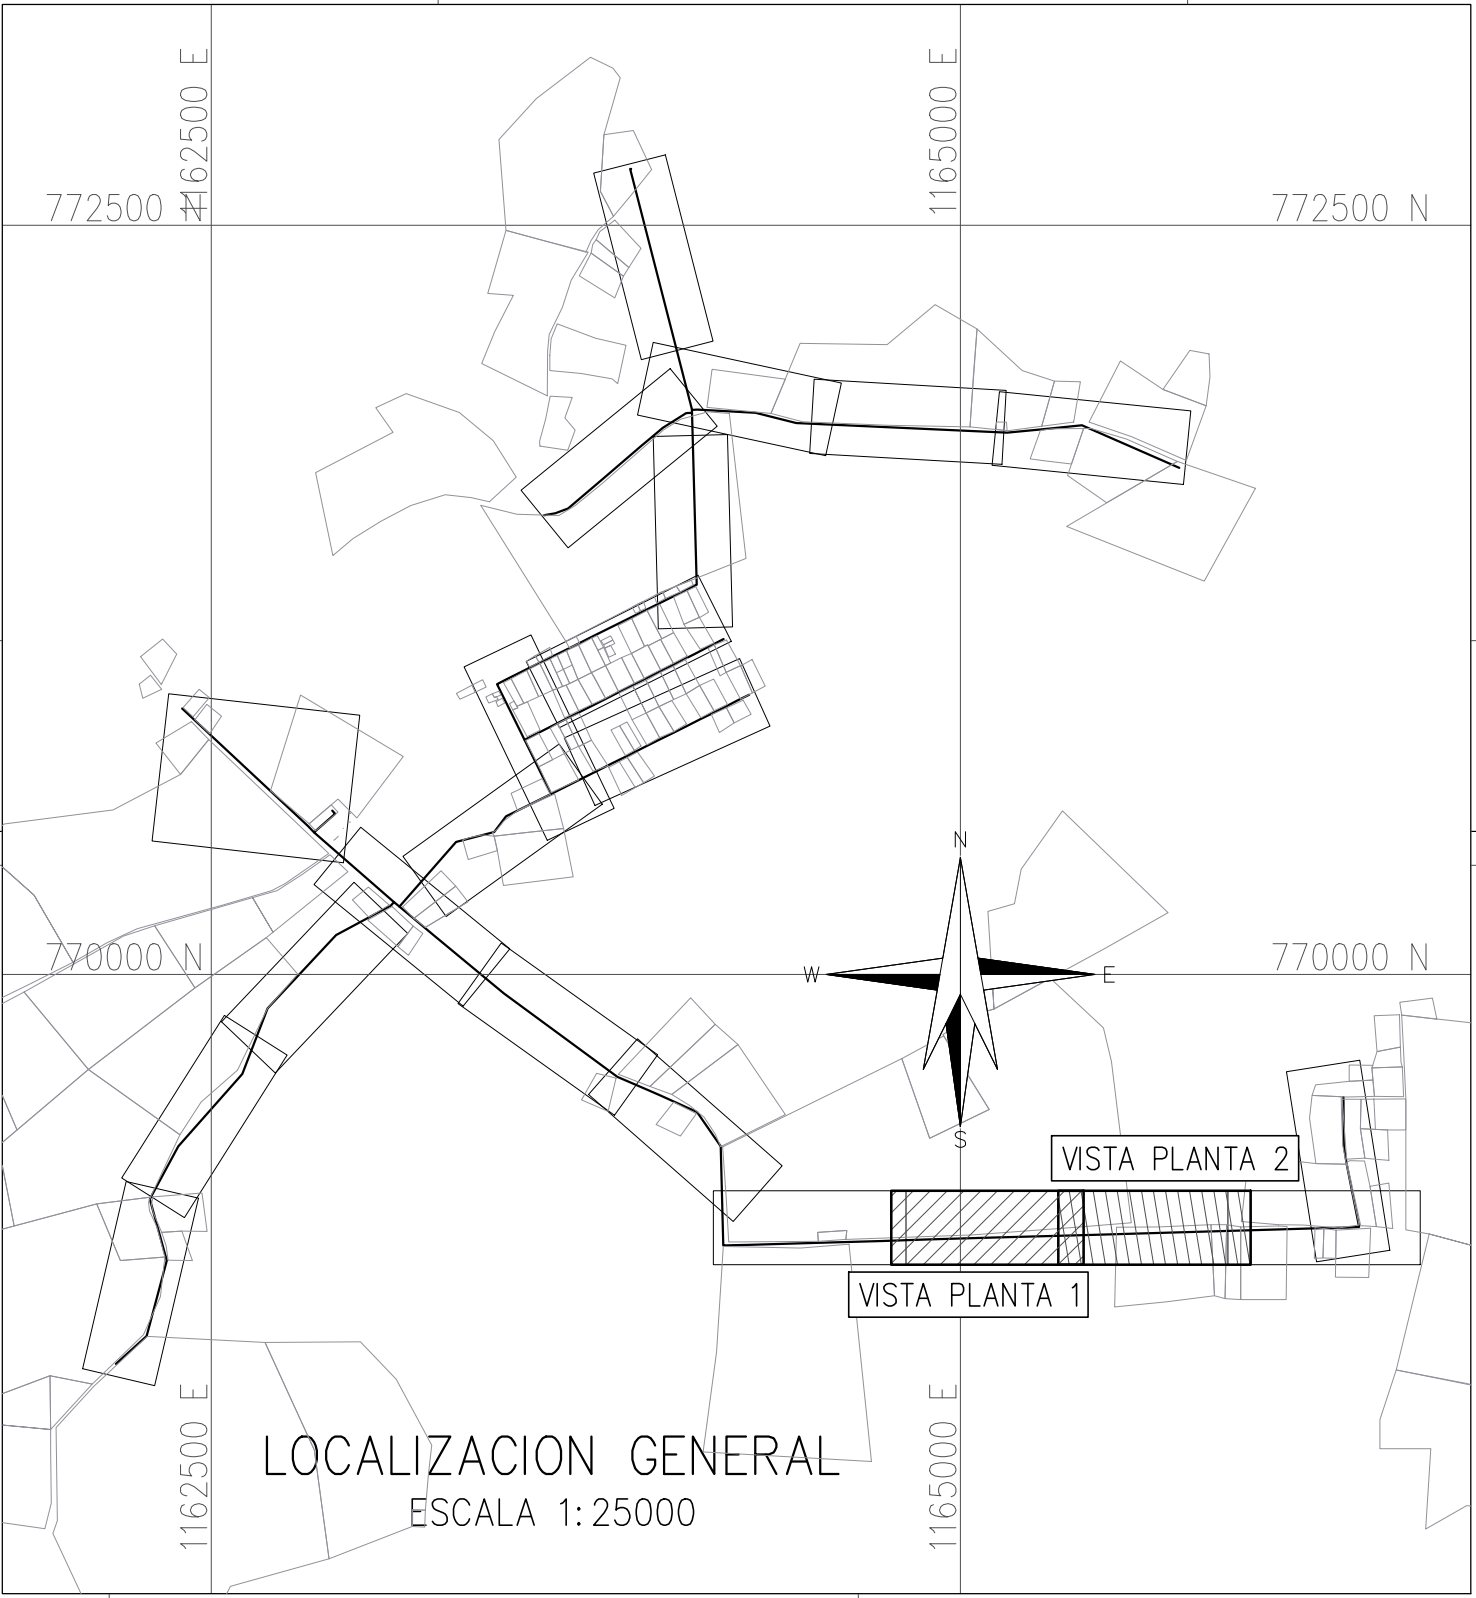 1162500 E
1165000 E
772500 N
772500 N
N
770000 N
770000 N
W
E
S
VISTA PLANTA 2
VISTA PLANTA 1
1162500 E
1165000 E
LOCALIZACION GENERAL
ESCALA 1:25000